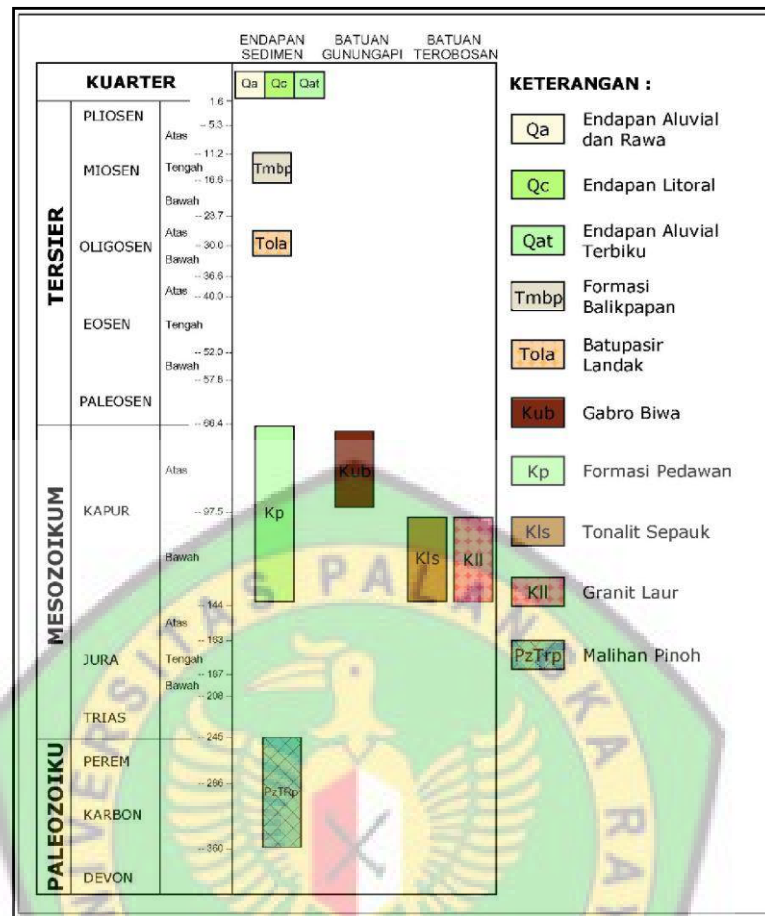 ENDAPAN SEDIMEN
BATUAN GUNUNGAPI
BATUAN TEROBOSAN
KUARTER
Qa
Qc
Qat
1.6
TERSIER
PLIOSEN
5.3
Atas
11.2
MIOSEN
Tengah
Tmbp
16.6
Bawah
23.7
Atas
OLIGOSEN
30.0
Tola
Bawah
36.6
Atas
40.0
EOSEN
Tengah
52.0
Bawah
57.8
PALEOSEN
66.4
MESOZOIKUM
Atas
Kub
KAPUR
97.5
Kp
Bawah
Kls
Kll
144
Atas
163
JURA
Tengah
187
Bawah
208
TRIAS
245
PALEOZOIKU
PEREM
286
PzTRp
KARBON
360
DEVON
KETERANGAN :
Qa
Endapan Aluvial
dan Rawa
Qc
Endapan Litoral
Qat
Endapan Aluvial
Terbiku
Tmbp
Formasi
Balikpapan
Tola
Batupasir
Landak
Kub
Gabro Biwa
Kp
Formasi Pedawan
Kls
Tonalit Sepauk
Kll
Granit Laur
PzTrp
Malihan Pinoh
UNIVERSITAS PALANGKA RA